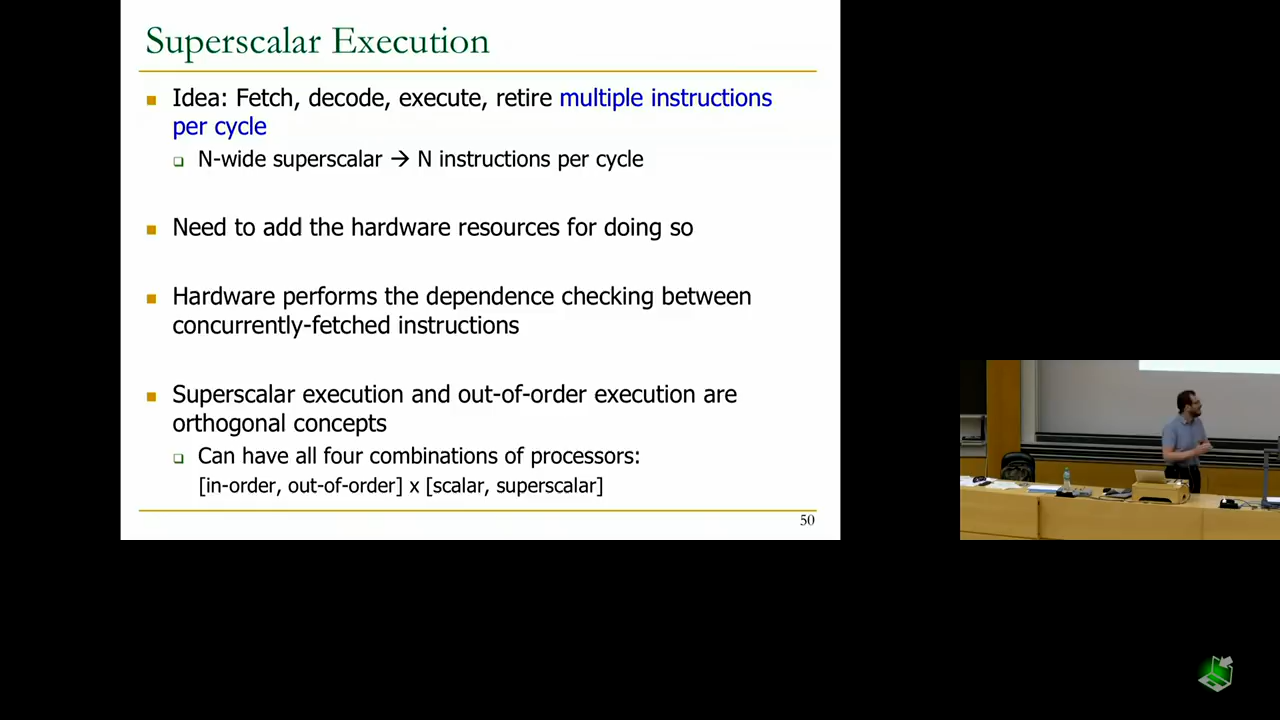 Superscalar Execution
Idea: Fetch, decode, execute, retire multiple instructions
per cycle
N-wide superscalar → N instructions per cycle
Need to add the hardware resources for doing so
Hardware performs the dependence checking between
concurrently-fetched instructions
Superscalar execution and out-of-order execution are
orthogonal concepts
Can have all four combinations of processors:
[in-order, out-of-order] x [scalar, superscalar]
50